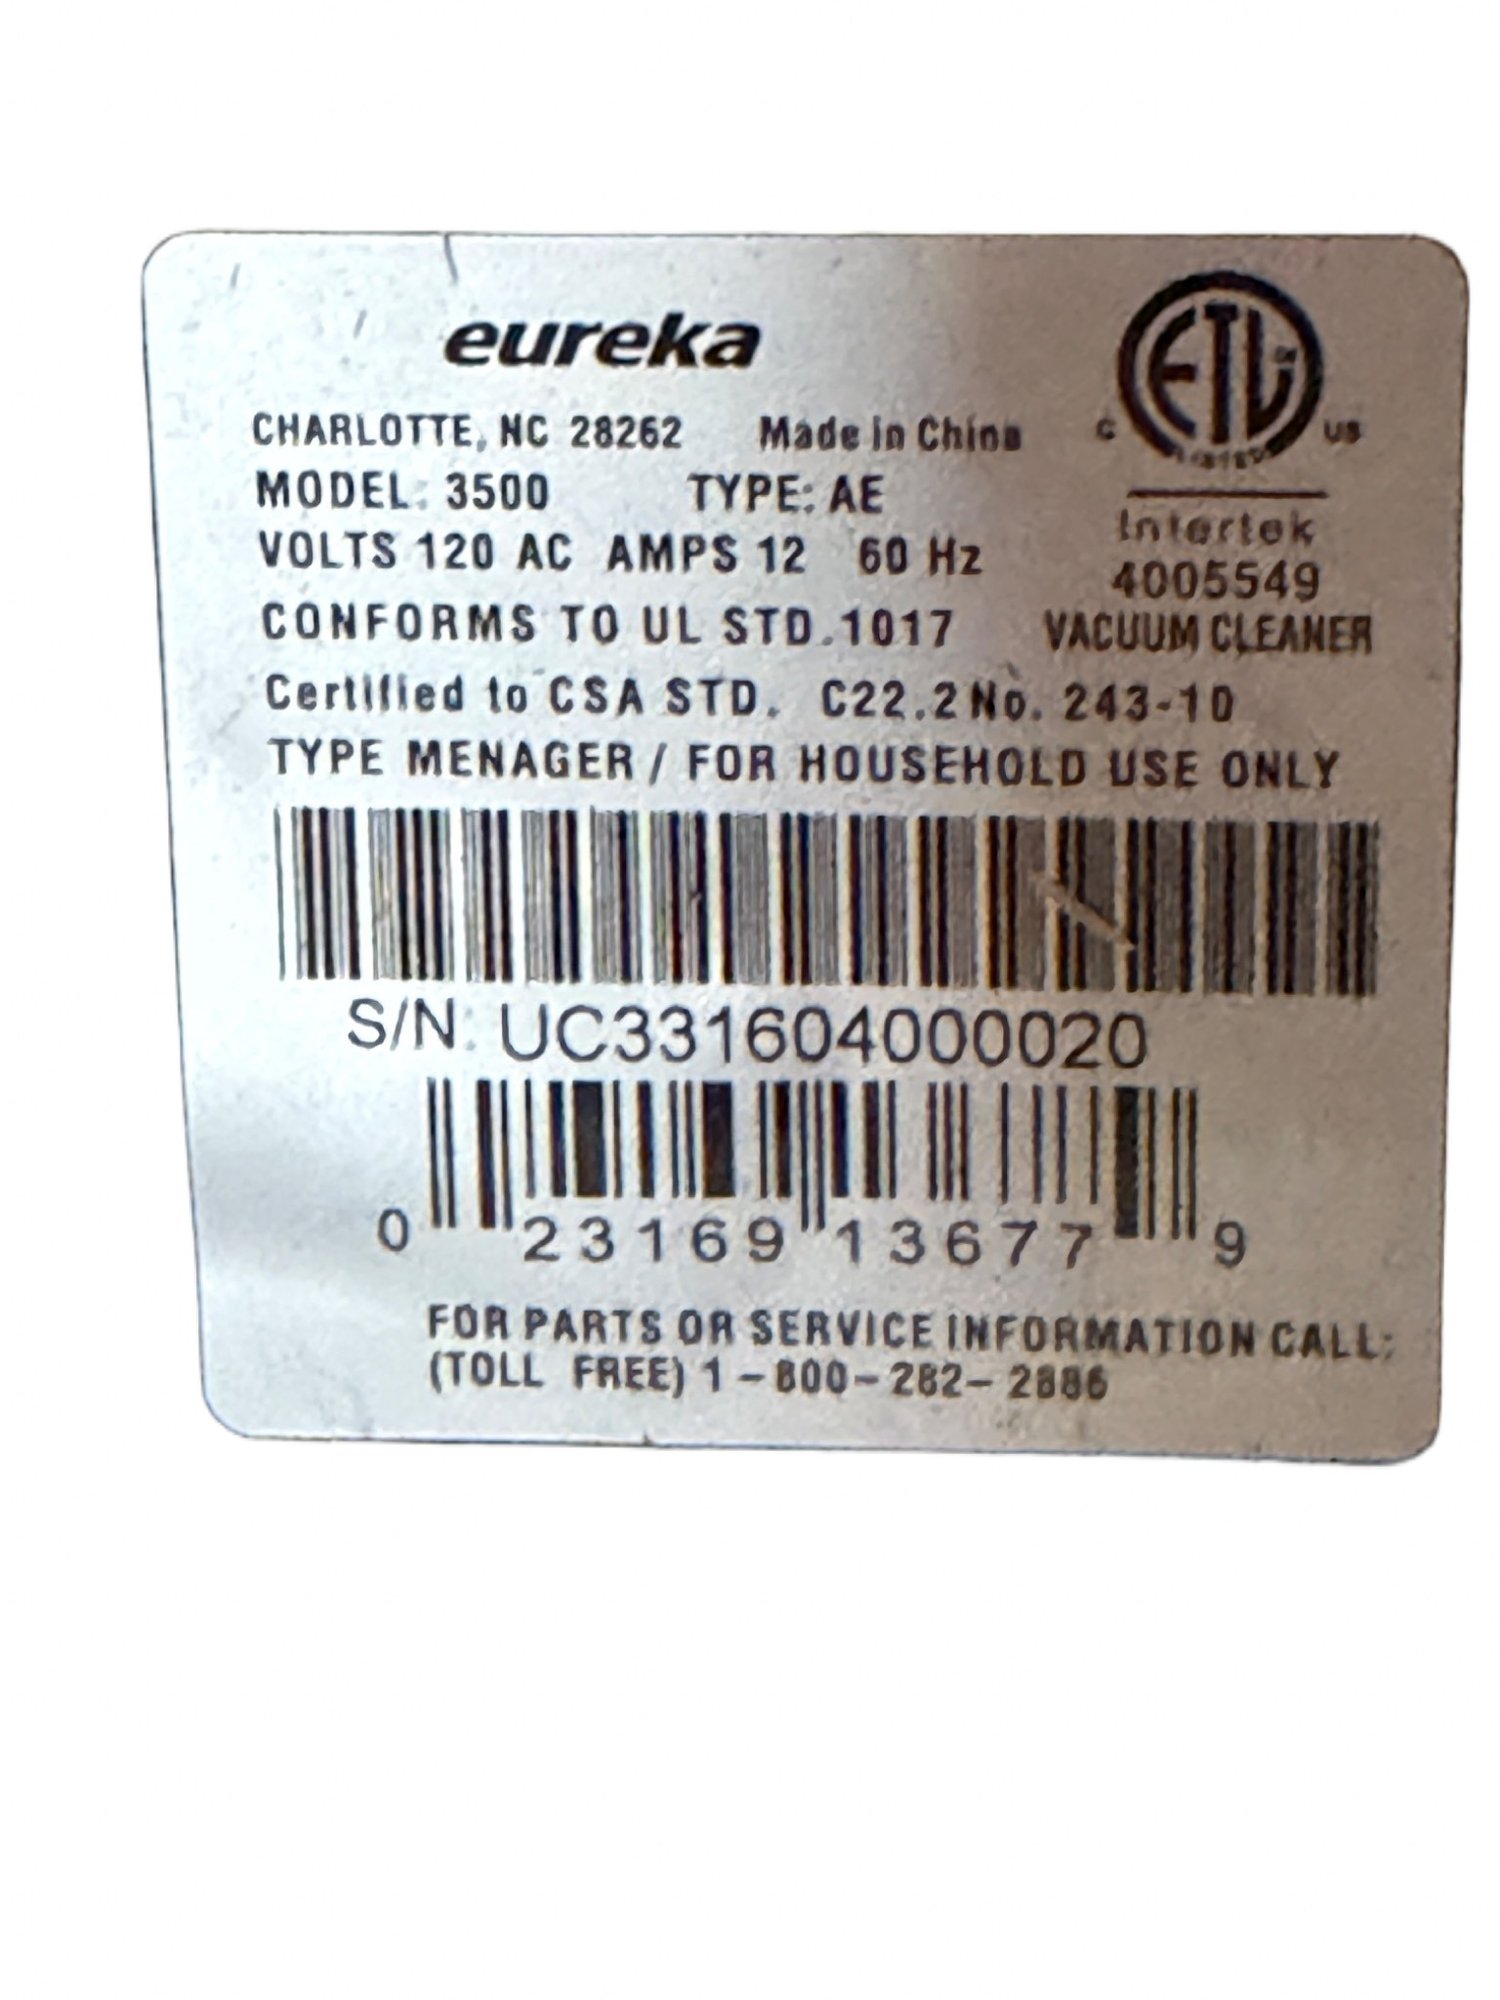 eureka
CHARLOTTE, NC 28262 Made in China
MODEL: 3500 TYPE: AE
VOLTS 120 AC AMPS 12 60 Hz
CONFORMS TO UL STD.1017
Certified to CSA STD. C22.2 No. 243-10
TYPE MENAGER / FOR HOUSEHOLD USE ONLY
ETL
C US
LISTED
Intertek
4005549
VACUUM CLEANER
S/N: UC331604000020
0 23169 13677 9
FOR PARTS OR SERVICE INFORMATION CALL:
(TOLL FREE) 1-800-282-2886